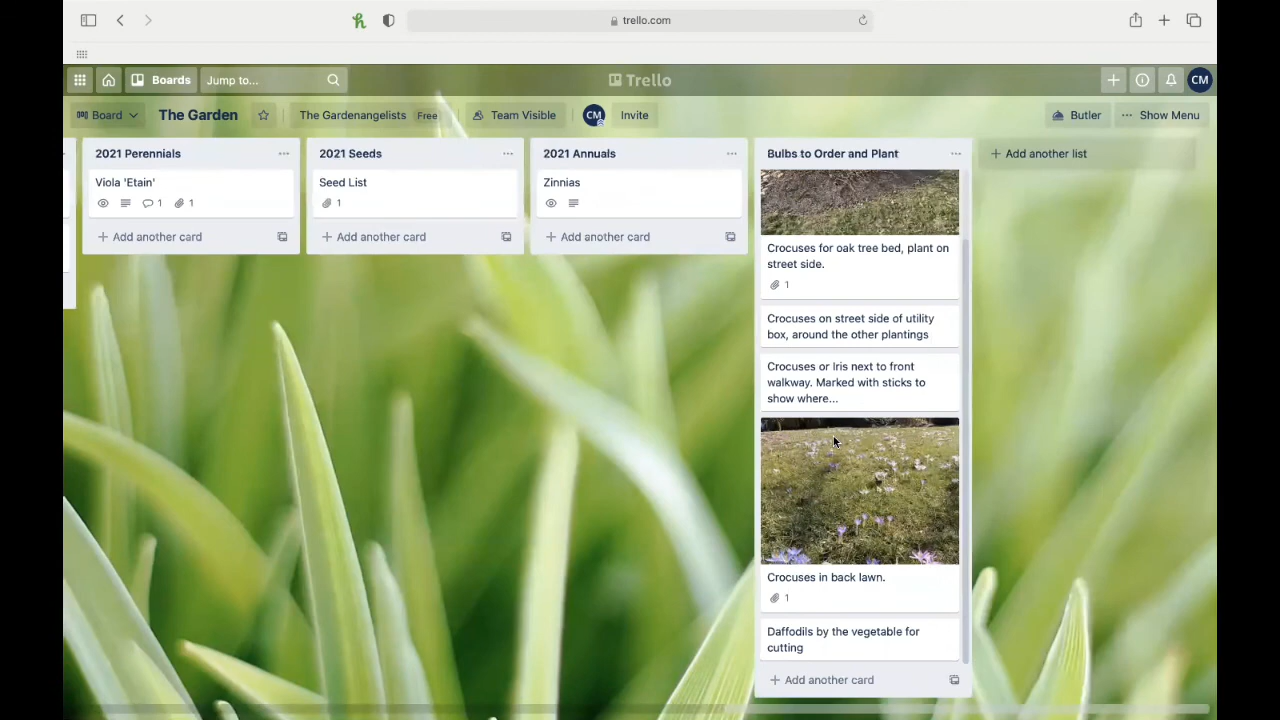 trello.com
Boards
Jump to...
Trello
CM
Board
The Garden
The Gardenangelists Free
Team Visible
CM
Invite
Butler
Show Menu
2021 Perennials
Viola 'Etain'
1
1
Add another card
2021 Seeds
Seed List
1
Add another card
2021 Annuals
Zinnias
Add another card
Bulbs to Order and Plant
Crocuses for oak tree bed, plant on
street side.
1
Crocuses on street side of utility
box, around the other plantings
Crocuses or Iris next to front
walkway. Marked with sticks to
show where...
Crocuses in back lawn.
1
Daffodils by the vegetable for
cutting
Add another card
Add another list